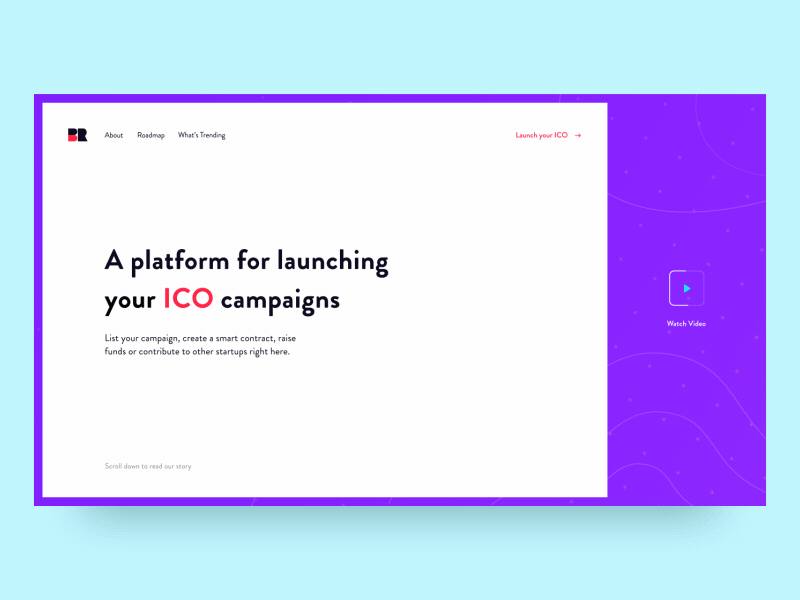 BR
About
Roadmap
What's Trending
Launch your ICO →
A platform for launching
your ICO campaigns
List your campaign, create a smart contract, raise
funds or contribute to other startups right here.
Watch Video
Scroll down to read our story